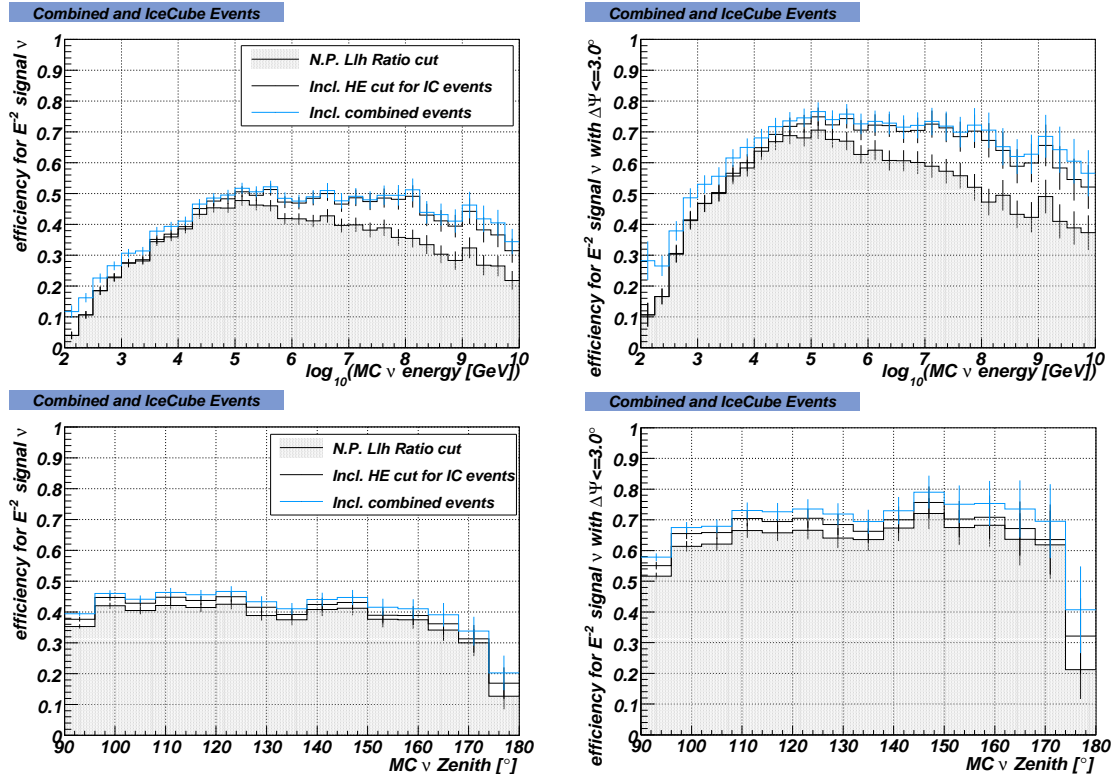 Combined and IceCube Events
efficiency for E-2 signal ν
1
0.9
0.8
0.7
0.6
0.5
0.4
0.3
0.2
0.1
0
N.P. Llh Ratio cut
Incl. HE cut for IC events
Incl. combined events
2 3 4 5 6 7 8 9 10
log10(MC ν energy [GeV])
Combined and IceCube Events
efficiency for E-2 signal ν with ΔΨ<=3.0°
1
0.9
0.8
0.7
0.6
0.5
0.4
0.3
0.2
0.1
0
2 3 4 5 6 7 8 9 10
log10(MC ν energy [GeV])
Combined and IceCube Events
efficiency for E-2 signal ν
1
0.9
0.8
0.7
0.6
0.5
0.4
0.3
0.2
0.1
0
N.P. Llh Ratio cut
Incl. HE cut for IC events
Incl. combined events
90 100 110 120 130 140 150 160 170 180
MC ν Zenith [°]
Combined and IceCube Events
efficiency for E-2 signal ν with ΔΨ<=3.0°
1
0.9
0.8
0.7
0.6
0.5
0.4
0.3
0.2
0.1
0
90 100 110 120 130 140 150 160 170 180
MC ν Zenith [°]